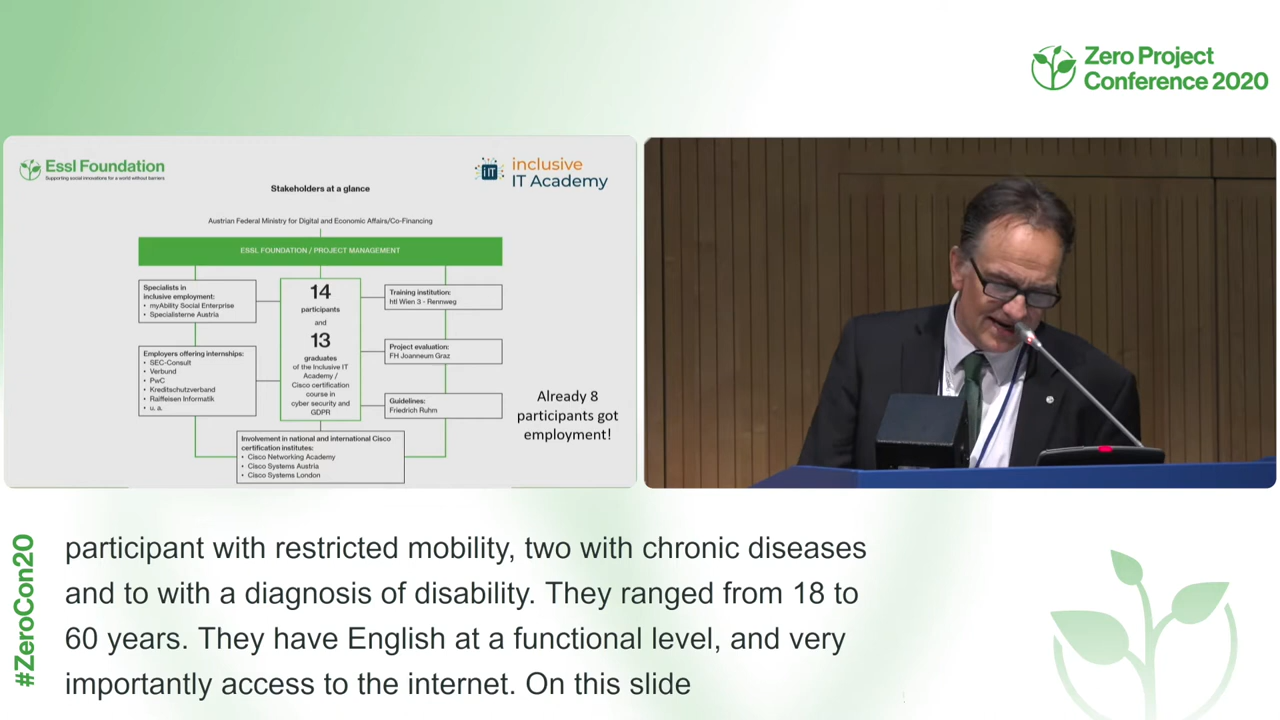 Zero Project
Conference 2020
Essl Foundation
Supporting social innovations for a world without barriers.
iIT
inclusive
IT Academy
Stakeholders at a glance
Austrian Federal Ministry for Digital and Economic Affairs/Co-Financing
ESSL FOUNDATION / PROJECT MANAGEMENT
Specialists in
inclusive employment:
• myAbility Social Enterprise
• Specialisterne Austria
Employers offering internships:
• SEC-Consult
• Verbund
• PwC
• Kreditschutzverband
• Raiffeisen Informatik
• u. a.
14
participants
and
13
graduates
of the Inclusive IT
Academy /
Cisco certification
course in
cyber security and
GDPR
Training institution:
htl Wien 3 - Rennweg
Project evaluation:
FH Joanneum Graz
Guidelines:
Friedrich Ruhm
Involvement in national and international Cisco
certification institutes:
• Cisco Networking Academy
• Cisco Systems Austria
• Cisco Systems London
Already 8
participants got
employment!
#ZeroCon20
participant with restricted mobility, two with chronic diseases
and to with a diagnosis of disability. They ranged from 18 to
60 years. They have English at a functional level, and very
importantly access to the internet. On this slide